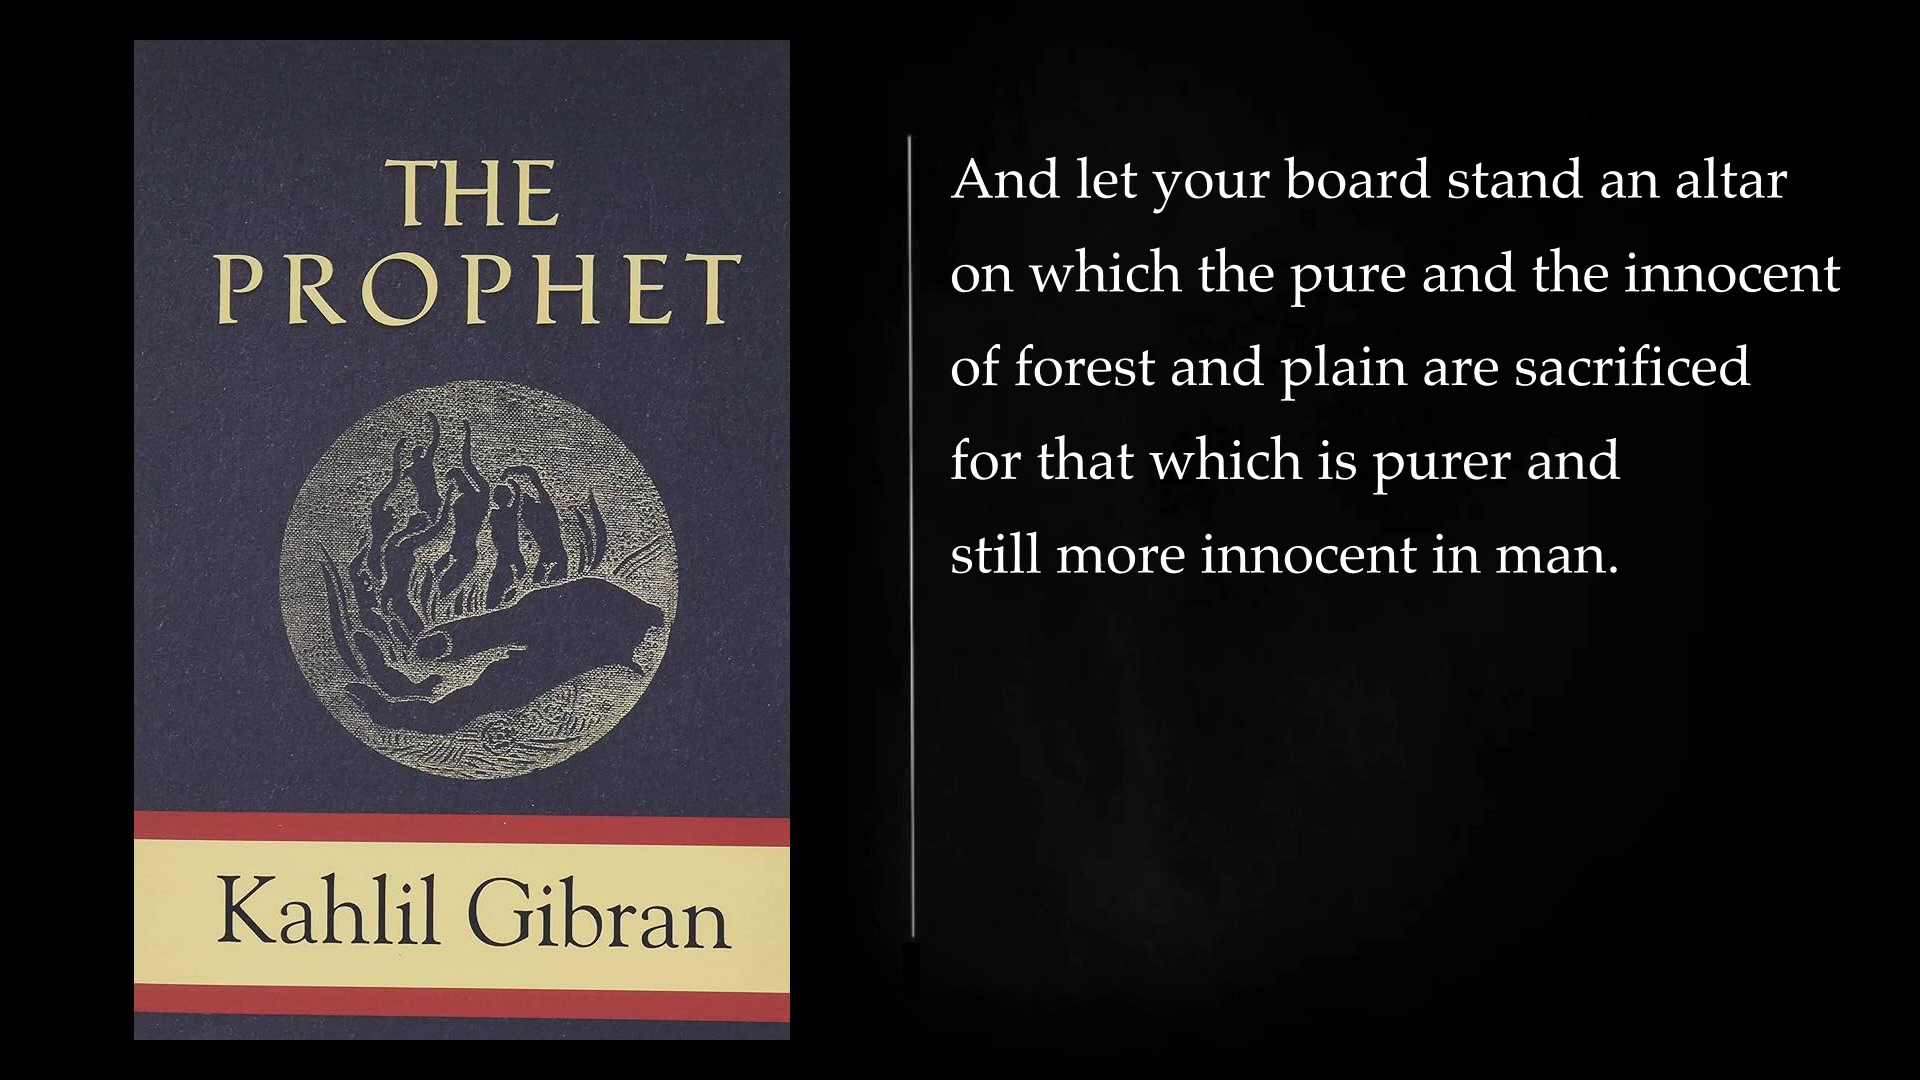 THE
PROPHET
Kahlil Gibran
And let your board stand an altar
on which the pure and the innocent
of forest and plain are sacrificed
for that which is purer and
still more innocent in man.